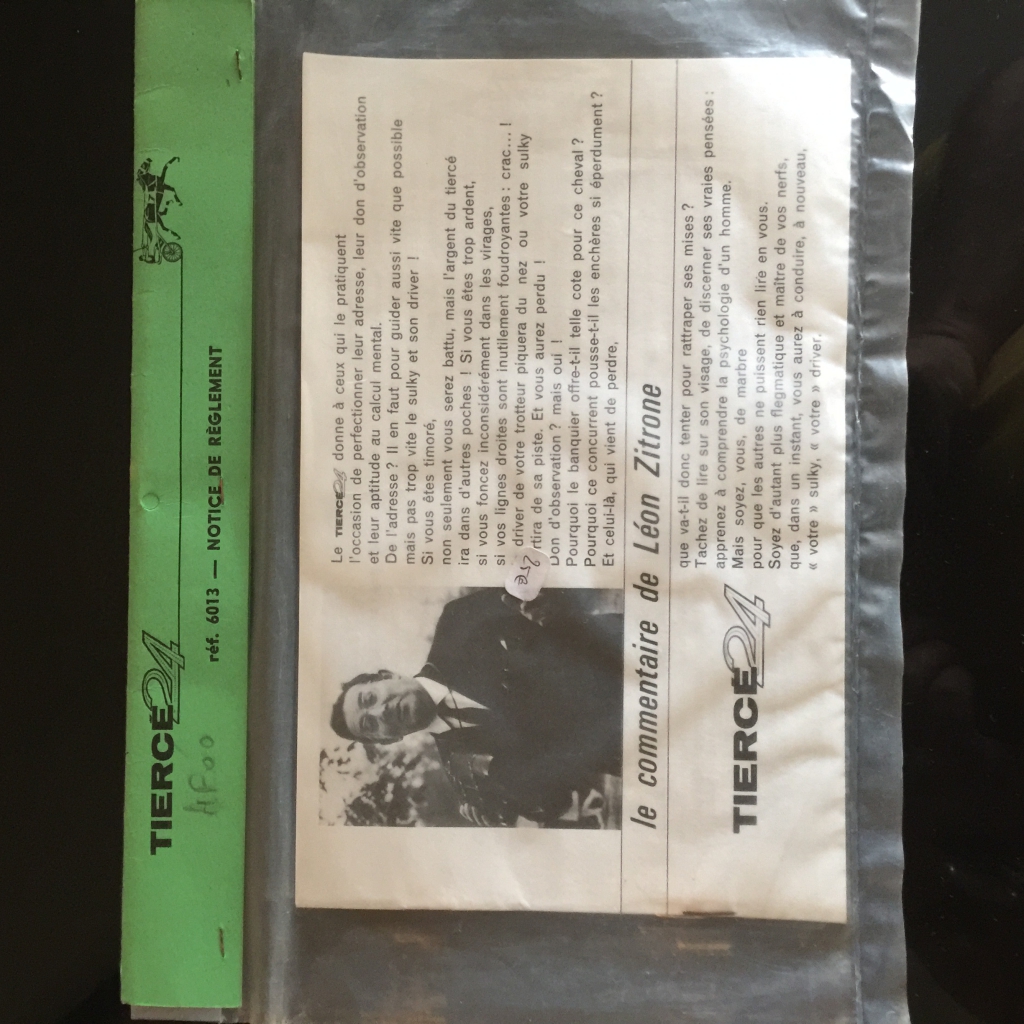 TIERCÉ 24
réf. 6013 — NOTICE DE RÈGLEMENT
Le TIERCÉ 24 donne à ceux qui le pratiquent
l'occasion de perfectionner leur adresse, leur don d'observation
et leur aptitude au calcul mental.
De l'adresse ? Il en faut pour guider aussi vite que possible
mais pas trop vite le sulky et son driver !
Si vous êtes timoré,
non seulement vous serez battu, mais l'argent du tiercé
ira dans d'autres poches ! Si vous êtes trop ardent,
si vous foncez inconsidérément dans les virages,
si vos lignes droites sont inutilement foudroyantes : crac... !
driver de votre trotteur piquera du nez ou votre sulky
rtira de sa piste. Et vous aurez perdu !
Don d'observation ? mais oui !
Pourquoi le banquier offre-t-il telle cote pour ce cheval ?
Pourquoi ce concurrent pousse-t-il les enchères si éperdument ?
Et celui-là, qui vient de perdre,
le commentaire de Léon Zitrone
que va-t-il donc tenter pour rattraper ses mises ?
Tachez de lire sur son visage, de discerner ses vraies pensées :
apprenez à comprendre la psychologie d'un homme.
Mais soyez, vous, de marbre
pour que les autres ne puissent rien lire en vous.
Soyez d'autant plus flegmatique et maître de vos nerfs,
que, dans un instant, vous aurez à conduire, à nouveau,
« votre » sulky, « votre » driver.
TIERCÉ 24